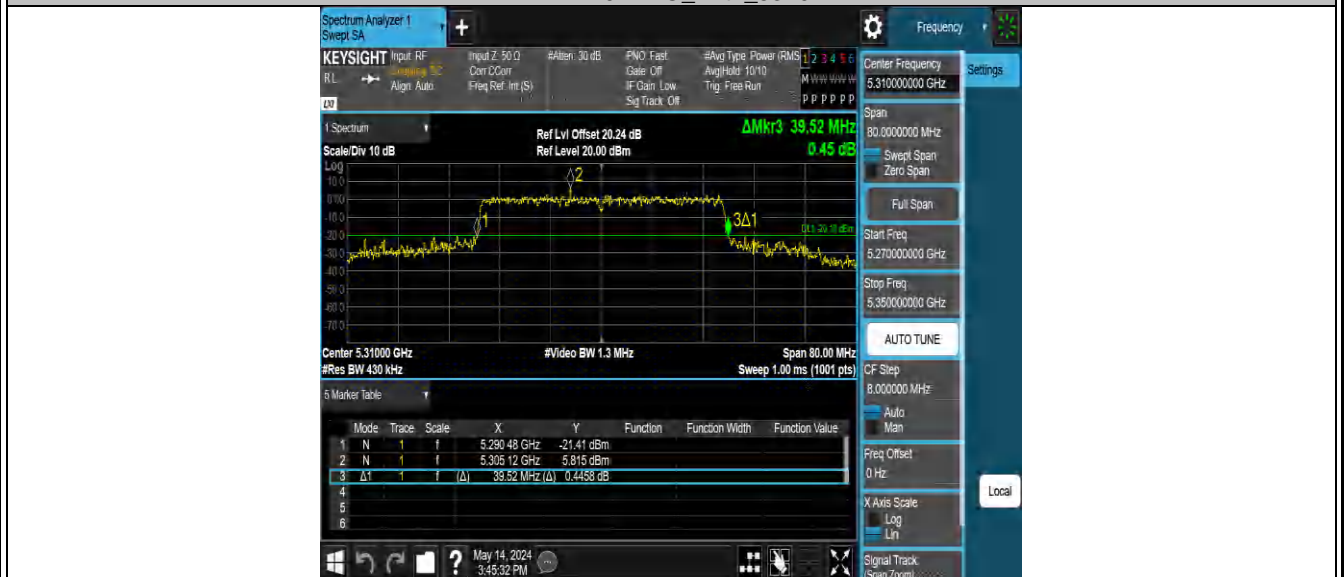 Spectrum Analyzer 1
Swept SA
+
Frequency
KEYSIGHT Input: RF Input Z: 50 Ω #Atten: 30 dB PNO: Fast #Avg Type: Power (RMS 1 2 3 4 5 6
RL Corr CCorr Gate: Off Avg|Hold: 10/10 M W W W W W
Align: Auto Freq Ref: Int (S) IF Gain: Low Trig: Free Run
Sig Track: Off P P P P P P
LXI
Center Frequency
5.310000000 GHz
Settings
Span
80.0000000 MHz
Swept Span
Zero Span
Full Span
Start Freq
5.270000000 GHz
Stop Freq
5.350000000 GHz
AUTO TUNE
CF Step
8.000000 MHz
Auto
Man
Freq Offset
0 Hz
X Axis Scale
Log
Lin
Signal Track
Local
1 Spectrum
Ref Lvl Offset 20.24 dB
ΔMkr3 39.52 MHz
Scale/Div 10 dB
Ref Level 20.00 dBm
0.45 dB
Log
10.0
0.00
-10.0
-20.0
-30.0
-40.0
-50.0
-60.0
-70.0
2
1
3Δ1
Center 5.31000 GHz
#Video BW 1.3 MHz
Span 80.00 MHz
#Res BW 430 kHz
Sweep 1.00 ms (1001 pts)
5 Marker Table
Mode Trace Scale X Y Function Function Width Function Value
1 N 1 f 5.290 48 GHz -21.41 dBm
2 N 1 f 5.305 12 GHz 5.815 dBm
3 Δ1 1 f (Δ) 39.52 MHz (Δ) 0.4458 dB
4
5
6
?
May 14, 2024
3:45:32 PM